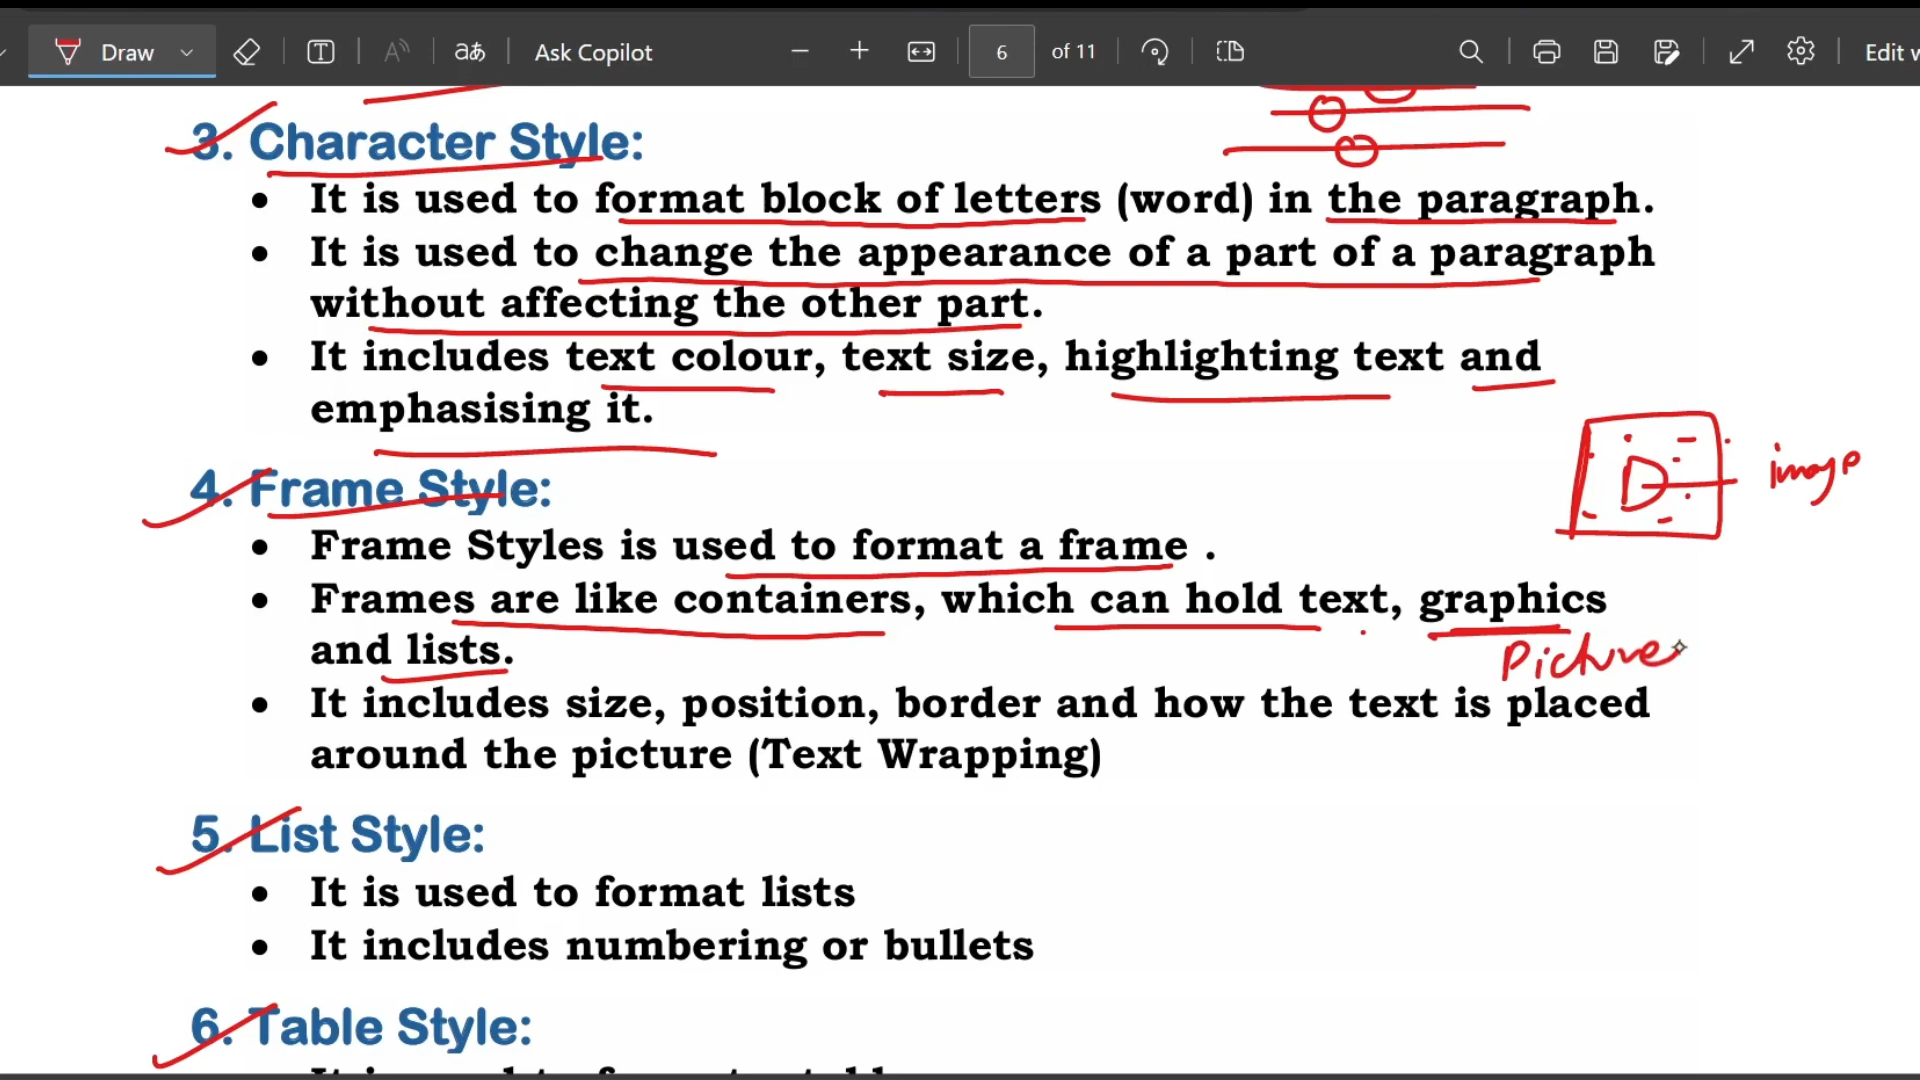 Draw
Ask Copilot
6 of 11
Edit w
3. Character Style:
• It is used to format block of letters (word) in the paragraph.
• It is used to change the appearance of a part of a paragraph
without affecting the other part.
• It includes text colour, text size, highlighting text and
emphasising it.
image
4. Frame Style:
• Frame Styles is used to format a frame .
• Frames are like containers, which can hold text, graphics
and lists.
Picture
• It includes size, position, border and how the text is placed
around the picture (Text Wrapping)
5. List Style:
• It is used to format lists
• It includes numbering or bullets
6. Table Style: